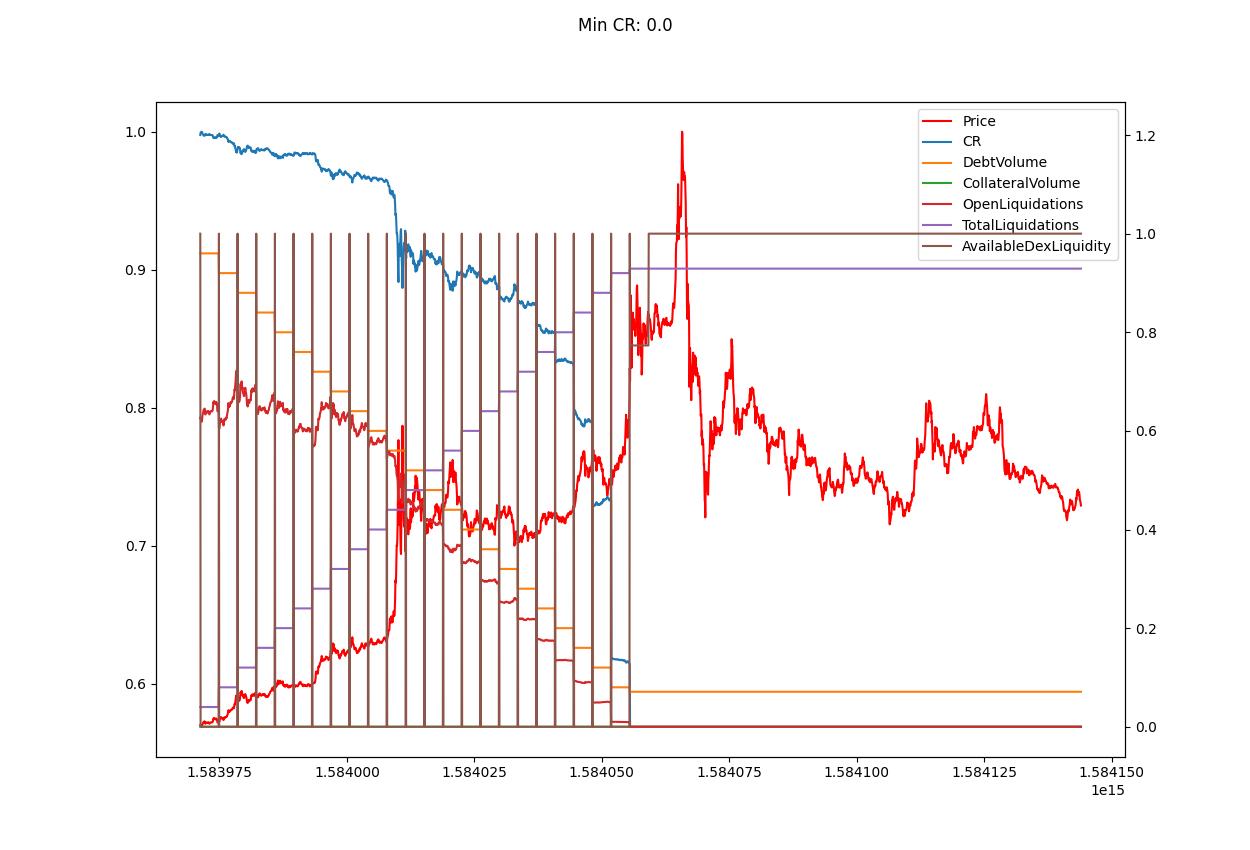 Min CR: 0.0
1.0
0.9
0.8
0.7
0.6
1.2
1.0
0.8
0.6
0.4
0.2
0.0
Price
CR
DebtVolume
CollateralVolume
OpenLiquidations
TotalLiquidations
AvailableDexLiquidity
1.583975 1.584000 1.584025 1.584050 1.584075 1.584100 1.584125 1.584150
1e15